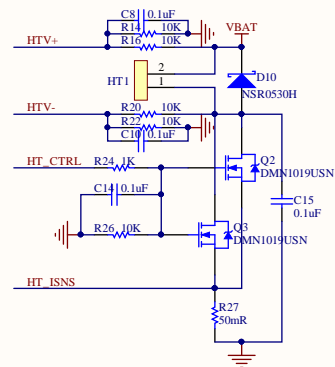 C8 0.1uF
R14 10K
HTV+ R16 10K
VBAT
HT1
2
1
D10
NSR0530H
HTV- R20 10K
R22 10K
C10 0.1uF
HT_CTRL R24 1K
Q2
DMN1019USN
C14 0.1uF
C15
0.1uF
R26 10K
Q3
DMN1019USN
HT_ISNS
R27
50mR